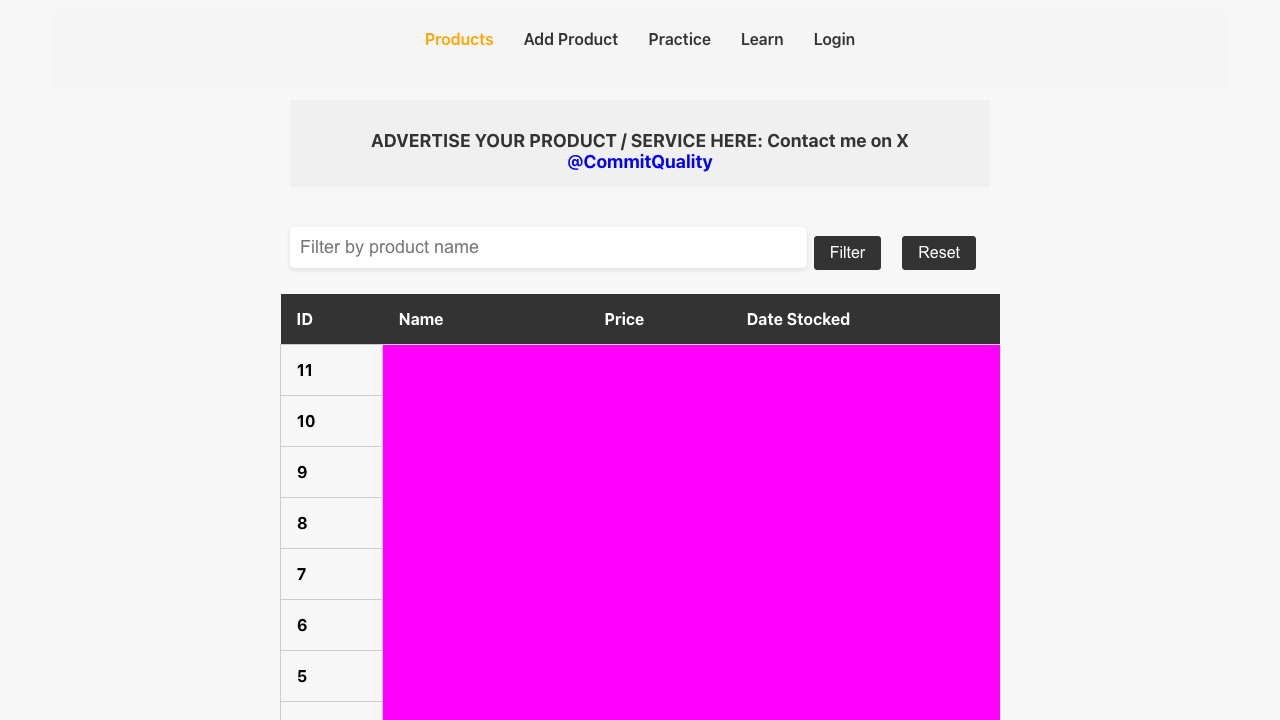 Products Add Product Practice Learn Login
ADVERTISE YOUR PRODUCT / SERVICE HERE: Contact me on X
@CommitQuality
Filter by product name Filter Reset
ID Name Price Date Stocked
11
10
9
8
7
6
5